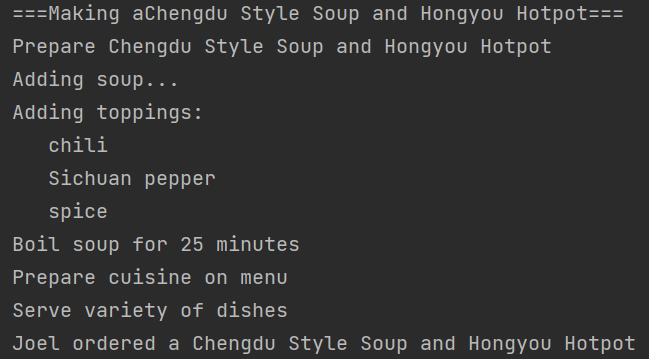 ===Making aChengdu Style Soup and Hongyou Hotpot===
Prepare Chengdu Style Soup and Hongyou Hotpot
Adding soup...
Adding toppings:
   chili
   Sichuan pepper
   spice
Boil soup for 25 minutes
Prepare cuisine on menu
Serve variety of dishes
Joel ordered a Chengdu Style Soup and Hongyou Hotpot